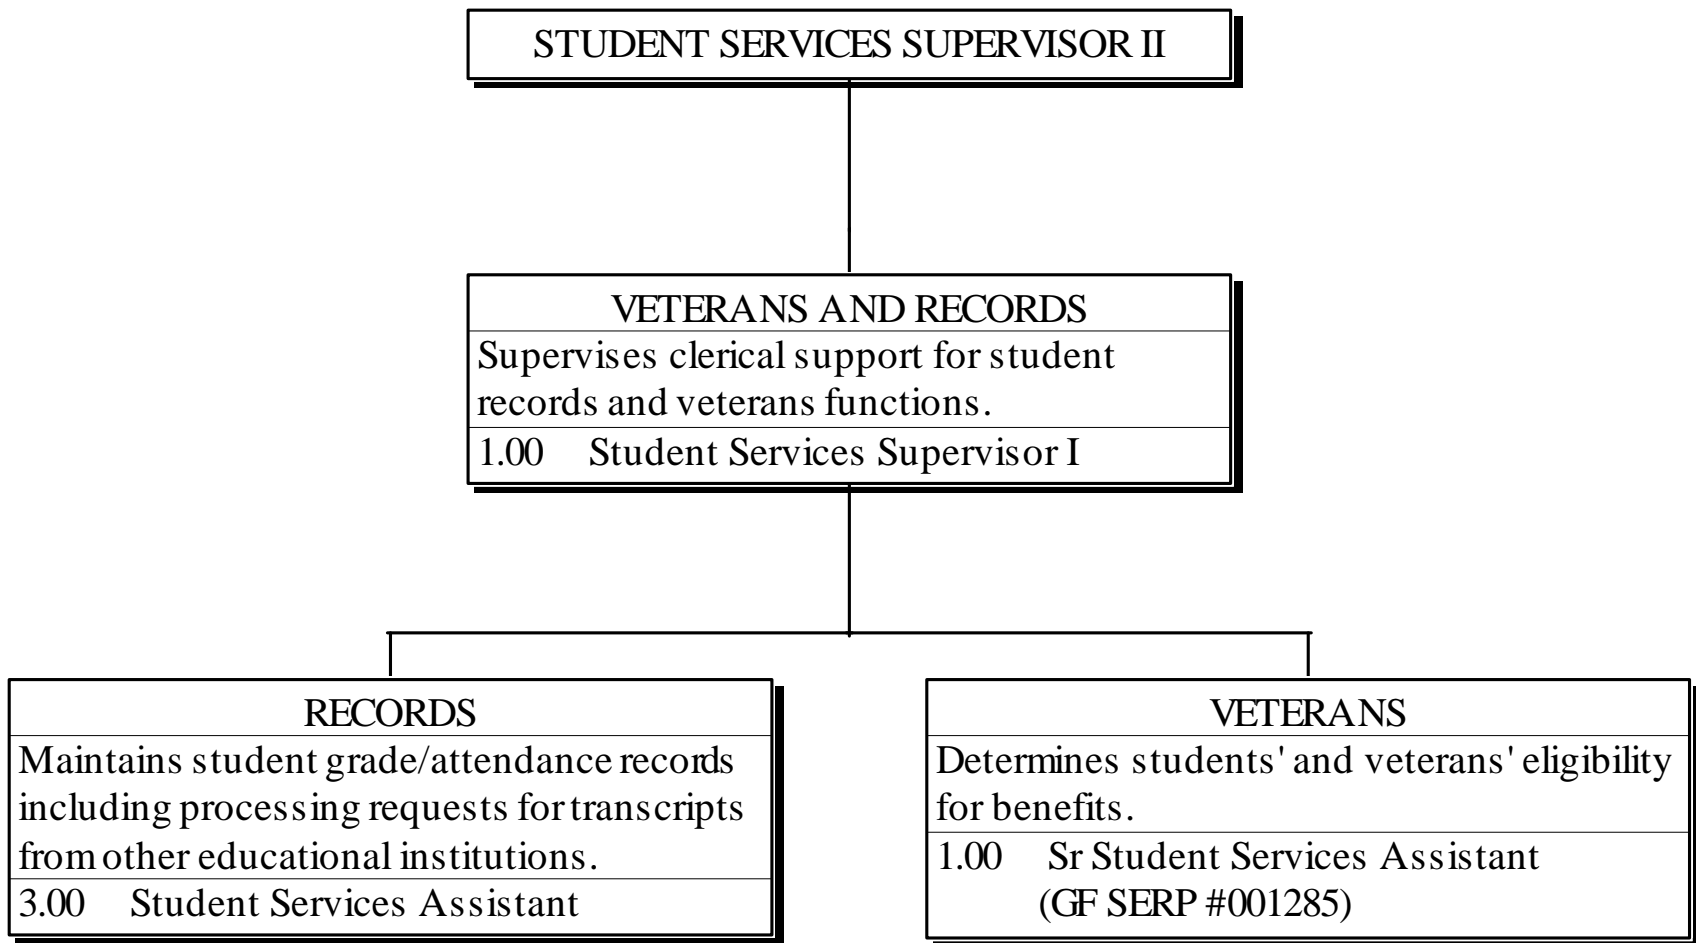 STUDENT SERVICES SUPERVISOR II
VETERANS AND RECORDS
Supervises clerical support for student
records and veterans functions.
1.00 Student Services Supervisor I
RECORDS
Maintains student grade/attendance records
including processing requests for transcripts
from other educational institutions.
3.00 Student Services Assistant
VETERANS
Determines students' and veterans' eligibility
for benefits.
1.00 Sr Student Services Assistant
(GF SERP #001285)